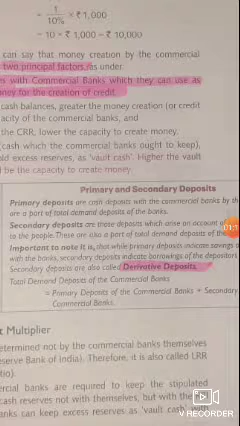 = 1/10% × ₹1,000
= 10 × ₹ 1,000 = ₹ 10,000
can say that money creation by the commercial
two principal factors, as under:
es with Commercial Banks which they can use as
ney for the creation of credit.
cash balances, greater the money creation (or credit
apacity of the commercial banks, and
the CRR, lower the capacity to create money.
(cash which the commercial banks ought to keep),
old excess reserves, as 'vault cash'. Higher the vault
be the capacity to create money.
Primary and Secondary Deposits
Primary deposits are cash deposits with the commercial banks by th
are a part of total demand deposits of the banks.
Secondary deposits are those deposits which arise on account of
to the people. These are also a part of total demand deposits of the
Important to note it is, that while primary deposits indicate savings
with the banks, secondary deposits indicate borrowings of the depositors
Secondary deposits are also called Derivative Deposits.
Total Demand Deposits of the Commercial Banks
= Primary Deposits of the Commercial Banks + Secondary
Commercial Banks.
t Multiplier
etermined not by the commercial banks themselves
eserve Bank of India). Therefore, it is also called LRR
tio).
ercial banks are required to keep the stipulated
cash reserves not with themselves, but with the
anks can keep excess reserves as 'vault cash' with
V RECORDER